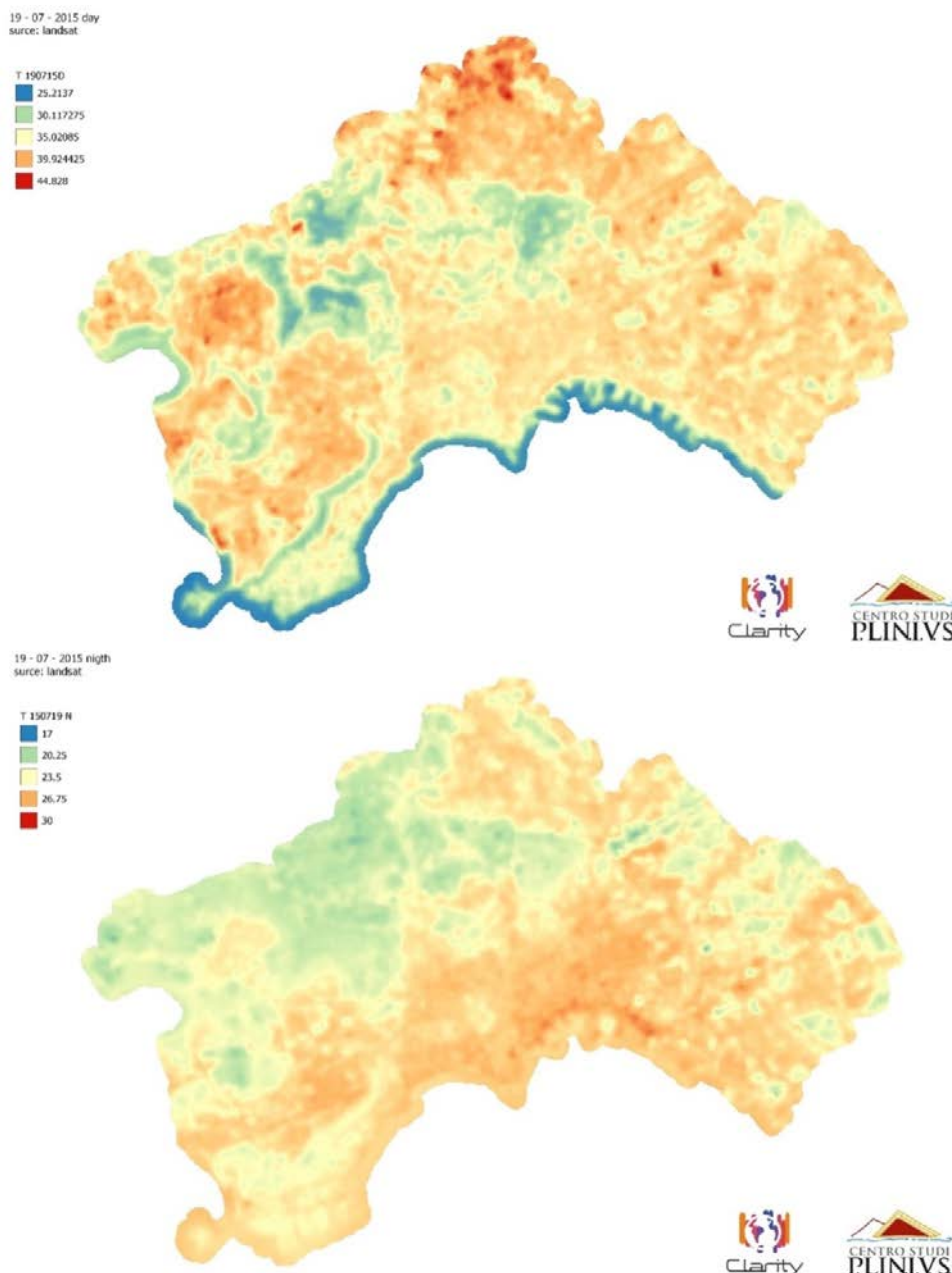 19 - 07 - 2015 day
surce: landsat
T 190715D
25.2137
30.117275
35.02085
39.924425
44.828
Clarity
CENTRO STUDI
PLINIVS
19 - 07 - 2015 nigth
surce: landsat
T 150719 N
17
20.25
23.5
26.75
30
Clarity
CENTRO STUDI
PLINIVS